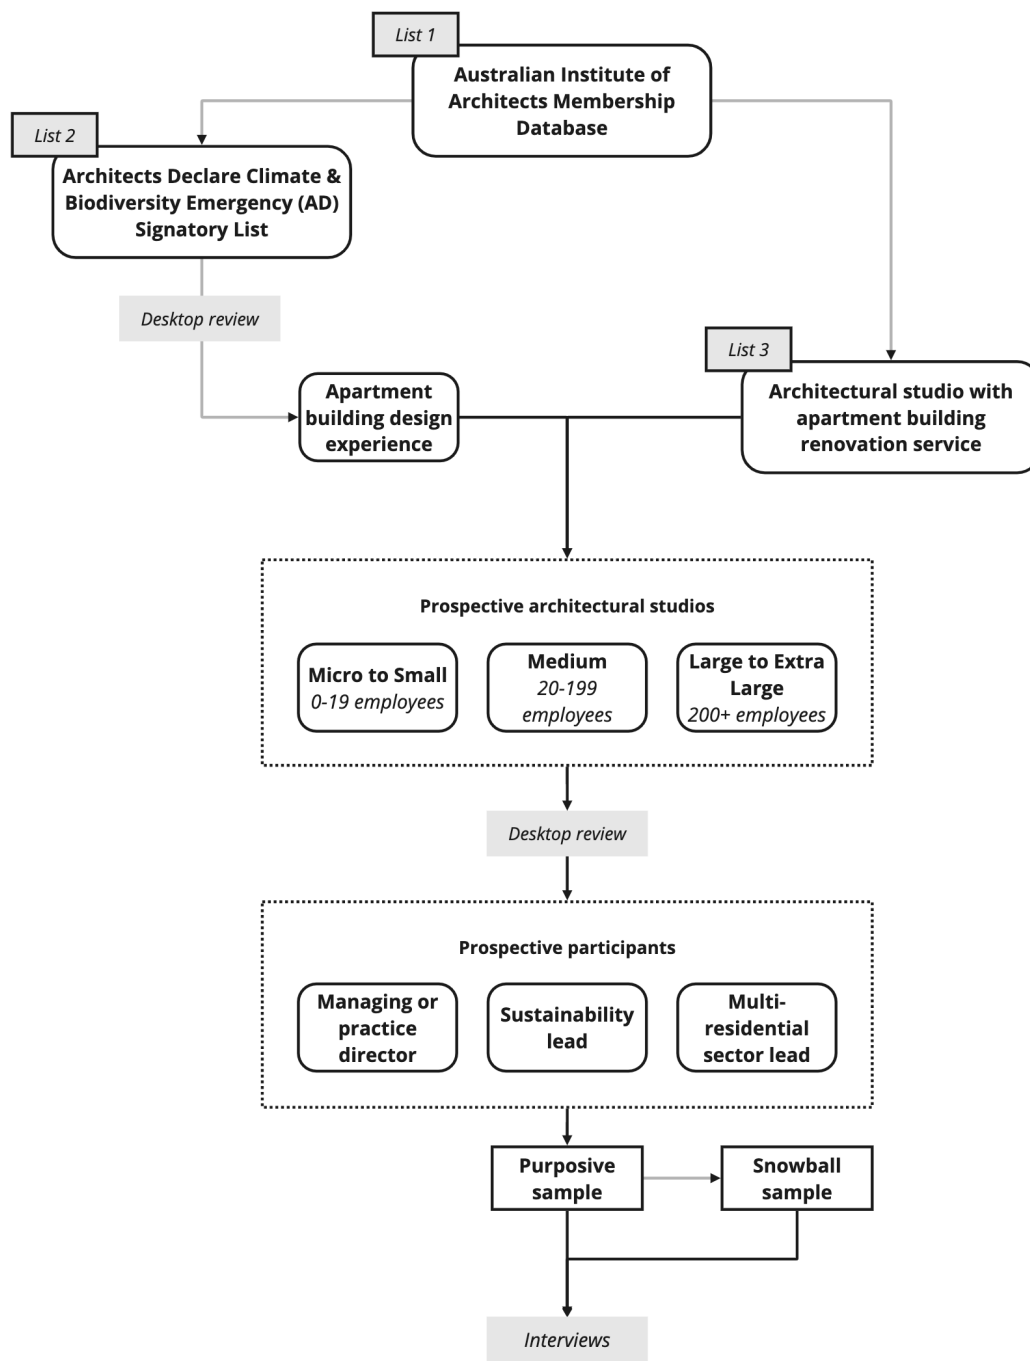 List 1
Australian Institute of
Architects Membership
Database
List 2
Architects Declare Climate &
Biodiversity Emergency (AD)
Signatory List
Desktop review
List 3
Apartment
building design
experience
Architectural studio with
apartment building
renovation service
Prospective architectural studios
Micro to Small
0-19 employees
Medium
20-199
employees
Large to Extra
Large
200+ employees
Desktop review
Prospective participants
Managing or
practice
director
Sustainability
lead
Multi-
residential
sector lead
Purposive
sample
Snowball
sample
Interviews